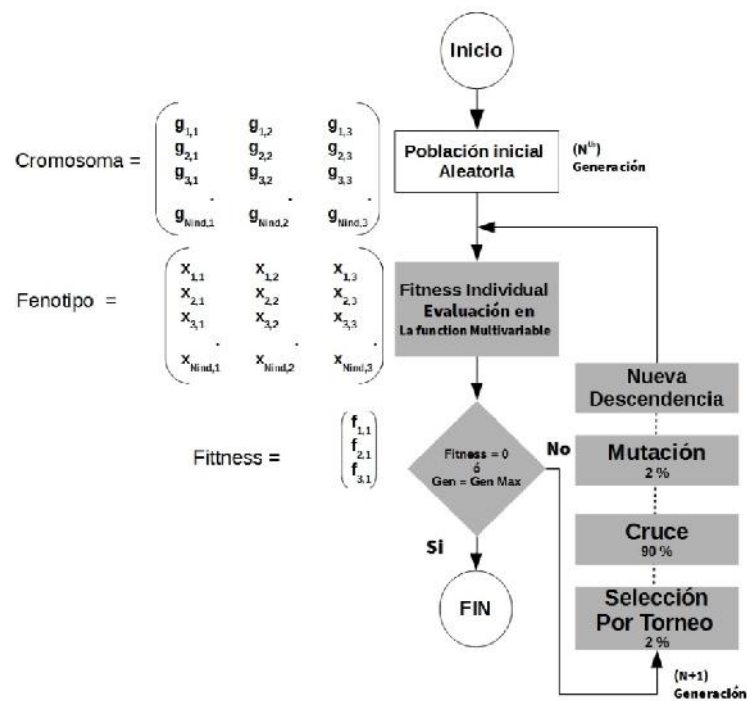 Inicio
Cromosoma =
g1,1 g1,2 g1,3
g2,1 g2,2 g2,3
g3,1 g3,2 g3,3
. . .
gNind,1 gNind,2 gNind,3
Población inicial
Aleatoria
(Nth)
Generación
Fenotipo =
x1,1 x1,2 x1,3
x2,1 x2,2 x2,3
x3,1 x3,2 x3,3
. . .
xNind,1 xNind,2 xNind,3
Fitness Individual
Evaluación en
La function Multivariable
Fittness =
f1,1
f2,1
f3,1
Fitness = 0
ó
Gen = Gen Max
No
Si
FIN
Nueva
Descendencia
Mutación
2 %
Cruce
90 %
Selección
Por Torneo
2 %
(N+1)
Generación